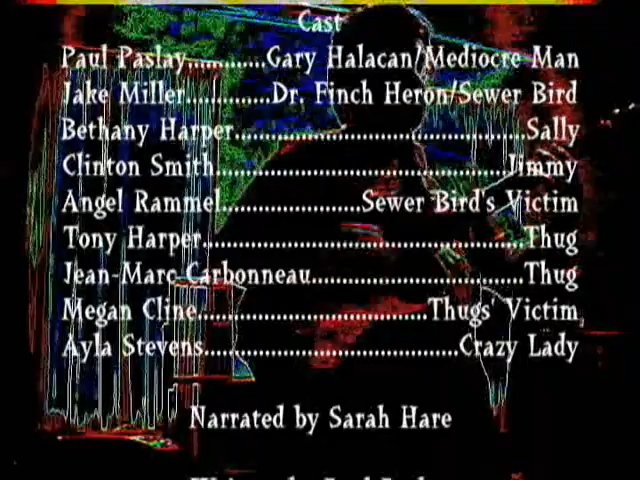 Cast
Paul Paslay............Gary Halacan/Mediocre Man
Jake Miller.............Dr. Finch Heron/Sewer Bird
Bethany Harper.............................................Sally
Clinton Smith.............................................Jimmy
Angel Rammel......................Sewer Bird's Victim
Tony Harper..................................................Thug
Jean-Marc Carbonneau.................................Thug
Megan Cline...................................Thugs' Victim
Ayla Stevens.......................................Crazy Lady
Narrated by Sarah Hare